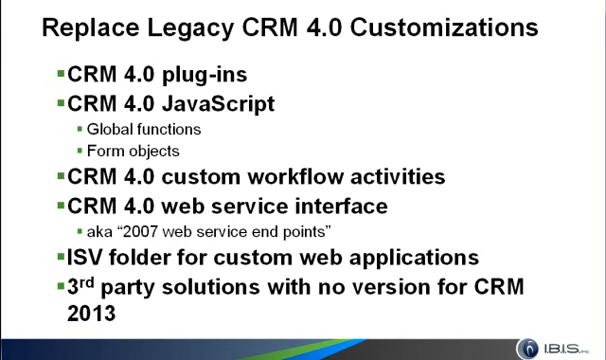 Replace Legacy CRM 4.0 Customizations
CRM 4.0 plug-ins
CRM 4.0 JavaScript
Global functions
Form objects
CRM 4.0 custom workflow activities
CRM 4.0 web service interface
aka “2007 web service end points”
ISV folder for custom web applications
3rd party solutions with no version for CRM
2013
I.B.I.S.